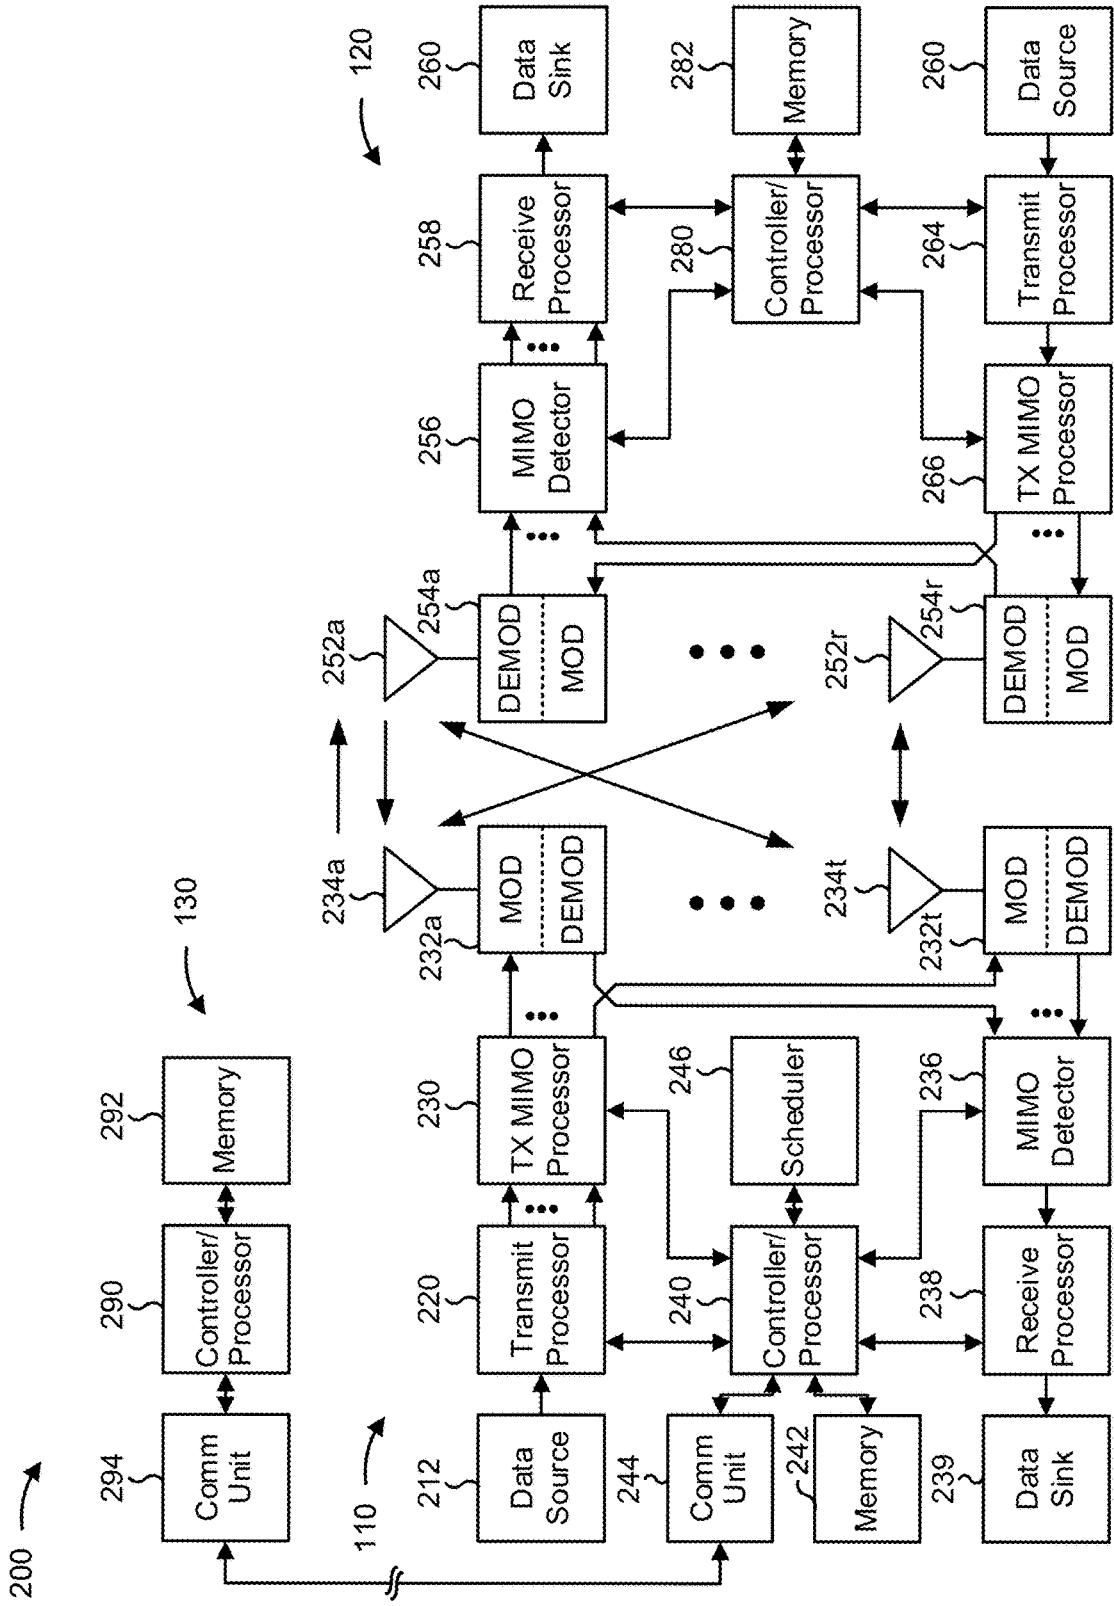 200
294
Comm
Unit
290
Controller/
Processor
292
Memory
130
110
120
212
Data
Source
220
Transmit
Processor
230
TX MIMO
Processor
232a
MOD
DEMOD
234a
252a
254a
DEMOD
MOD
256
MIMO
Detector
258
Receive
Processor
260
Data
Sink
244
Comm
Unit
242
Memory
240
Controller/
Processor
246
Scheduler
280
Controller/
Processor
282
Memory
239
Data
Sink
238
Receive
Processor
236
MIMO
Detector
232t
MOD
DEMOD
234t
252r
254r
DEMOD
MOD
266
TX MIMO
Processor
264
Transmit
Processor
260
Data
Source